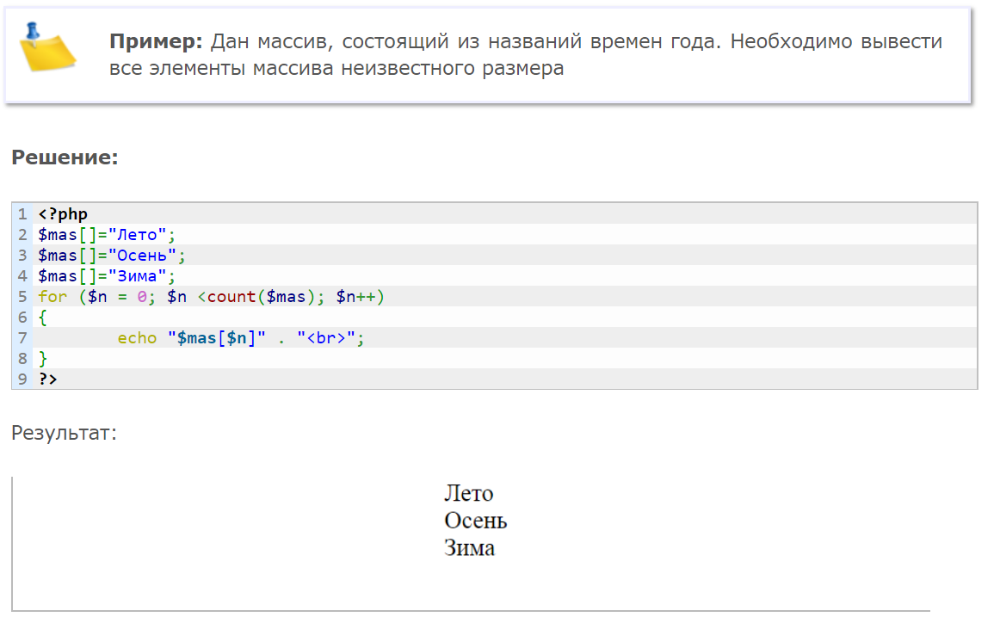 Пример: Дан массив, состоящий из названий времен года. Необходимо вывести
все элементы массива неизвестного размера
Решение:
1 <?php
2 $mas[]="Лето";
3 $mas[]="Осень";
4 $mas[]="Зима";
5 for ($n = 0; $n <count($mas); $n++)
6 {
7 echo "$mas[$n]" . "<br>";
8 }
9 ?>
Результат:
Лето
Осень
Зима